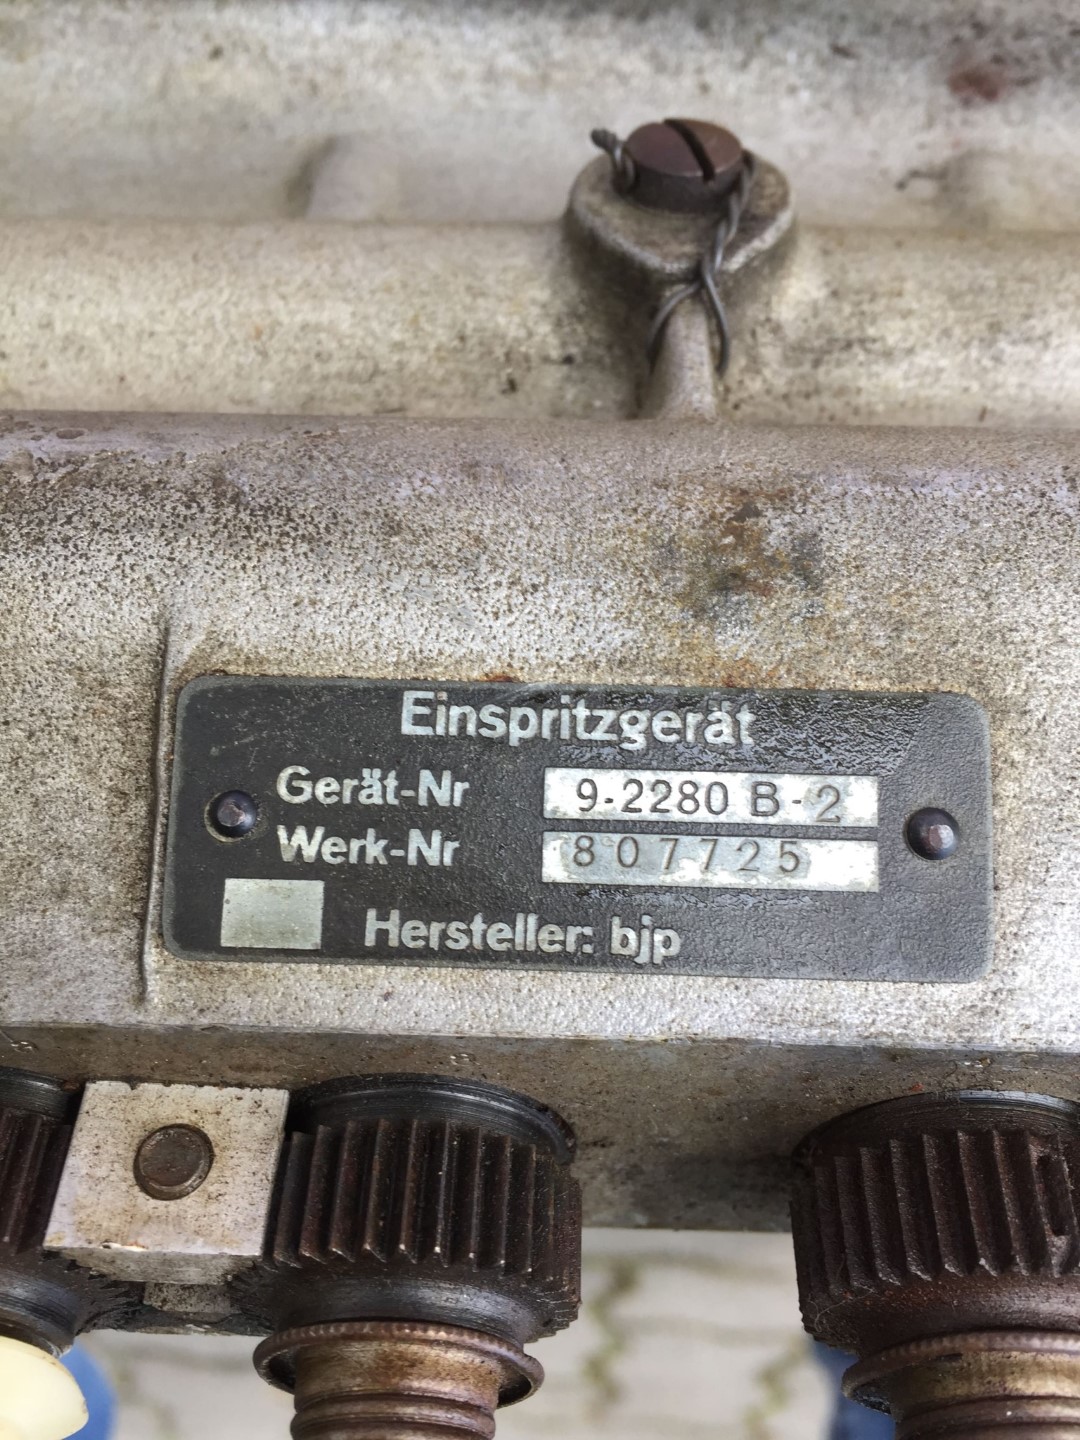 Einspritzgerät
Gerät-Nr 9-2280 B-2
Werk-Nr 807725
Hersteller: bjp